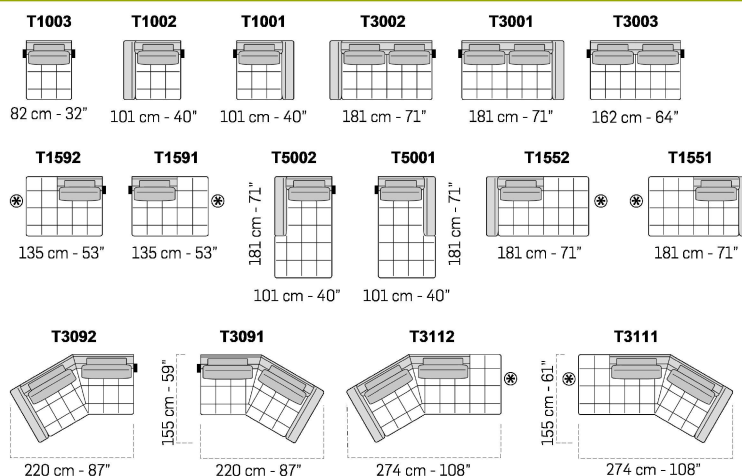 T1003 T1002 T1001 T3002 T3001 T3003
82 cm - 32" 101 cm - 40" 101 cm - 40" 181 cm - 71" 181 cm - 71" 162 cm - 64"
T1592 T1591 T5002 T5001 T1552 T1551
181 cm - 71" 181 cm - 71"
135 cm - 53" 135 cm - 53" 181 cm - 71" 181 cm - 71"
101 cm - 40" 101 cm - 40"
T3092 T3091 T3112 T3111
155 cm - 59" 155 cm - 61"
220 cm - 87" 220 cm - 87" 274 cm - 108" 274 cm - 108"